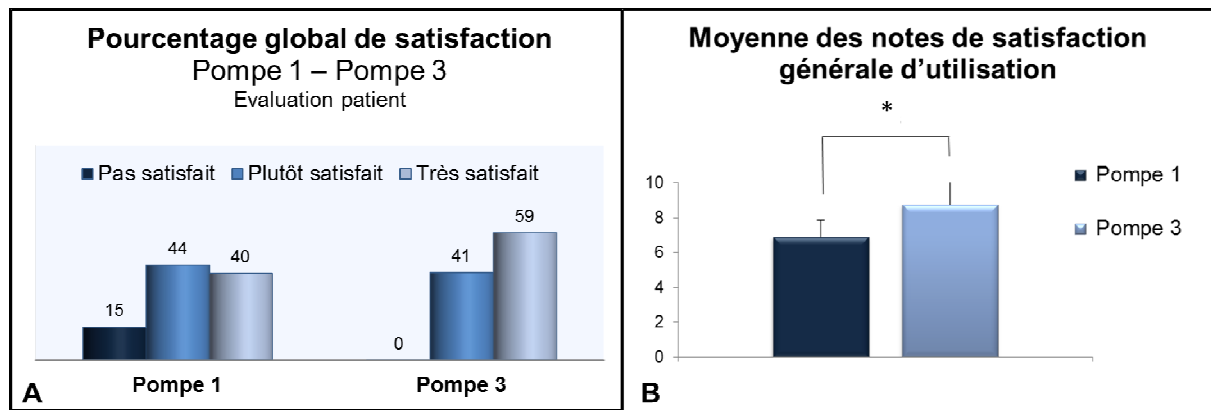 Pourcentage global de satisfaction
Pompe 1 – Pompe 3
Evaluation patient
Pas satisfait Plutôt satisfait Très satisfait
15 44 40
0 41 59
Pompe 1 Pompe 3
A
Moyenne des notes de satisfaction
générale d’utilisation
*
10
8
6
4
2
0
Pompe 1
Pompe 3
B